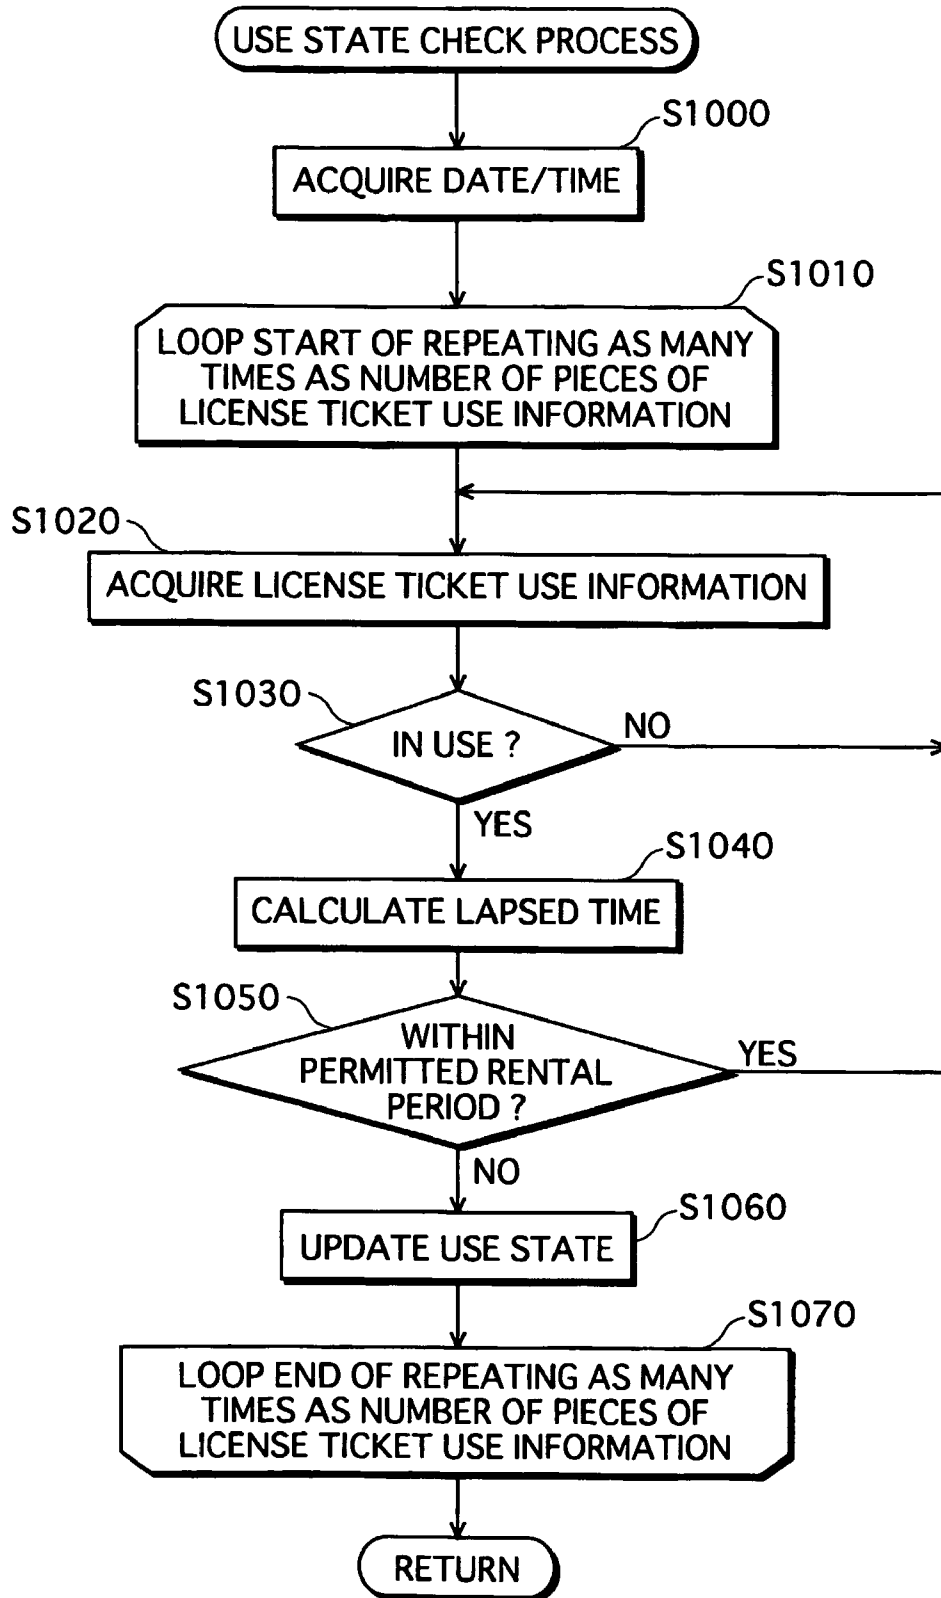 USE STATE CHECK PROCESS
S1000
ACQUIRE DATE/TIME
S1010
LOOP START OF REPEATING AS MANY
TIMES AS NUMBER OF PIECES OF
LICENSE TICKET USE INFORMATION
S1020
ACQUIRE LICENSE TICKET USE INFORMATION
S1030
IN USE ?
NO
YES
S1040
CALCULATE LAPSED TIME
S1050
WITHIN
PERMITTED RENTAL
PERIOD ?
YES
NO
S1060
UPDATE USE STATE
S1070
LOOP END OF REPEATING AS MANY
TIMES AS NUMBER OF PIECES OF
LICENSE TICKET USE INFORMATION
RETURN